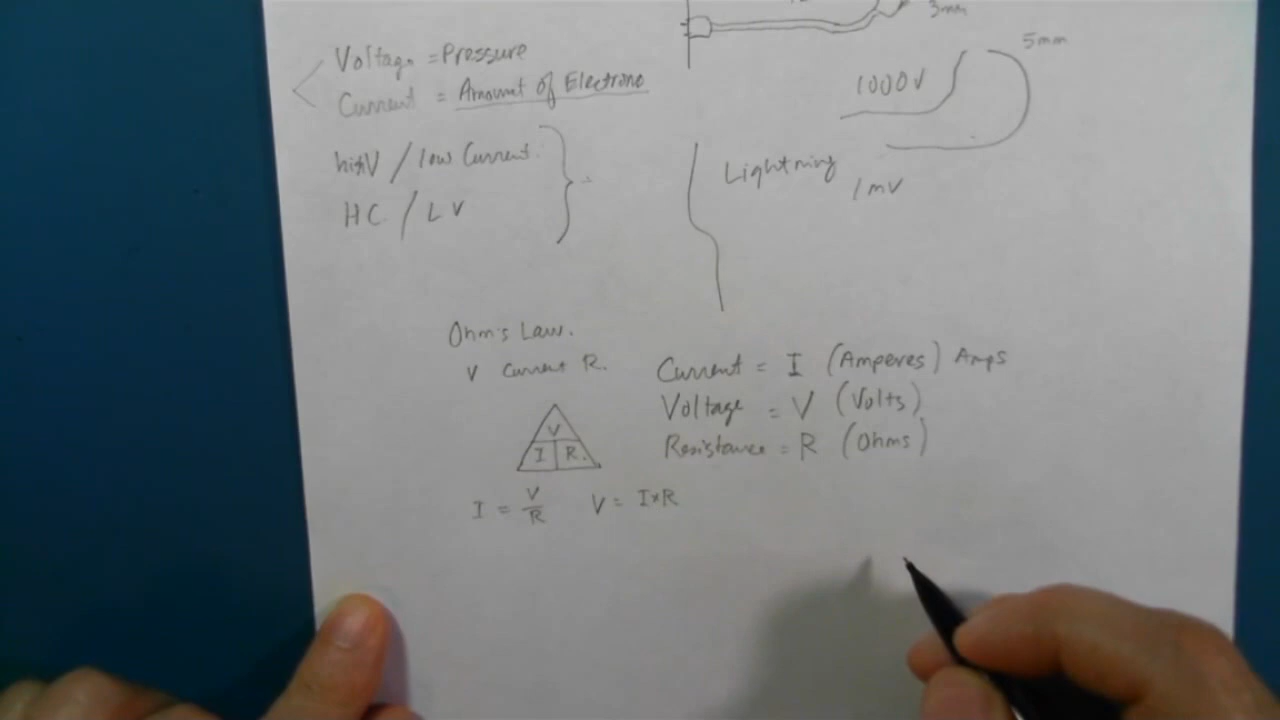 3mm
Voltage = Pressure
5mm
Current = Amount of Electrons
1000V
high V / low Current
Lightning
1mV
HC / LV
Ohm's Law.
V Current R.
Current = I (Amperes) Amps
Voltage = V (Volts)
Resistance = R (Ohms)
V
I R
I = V/R V = I×R